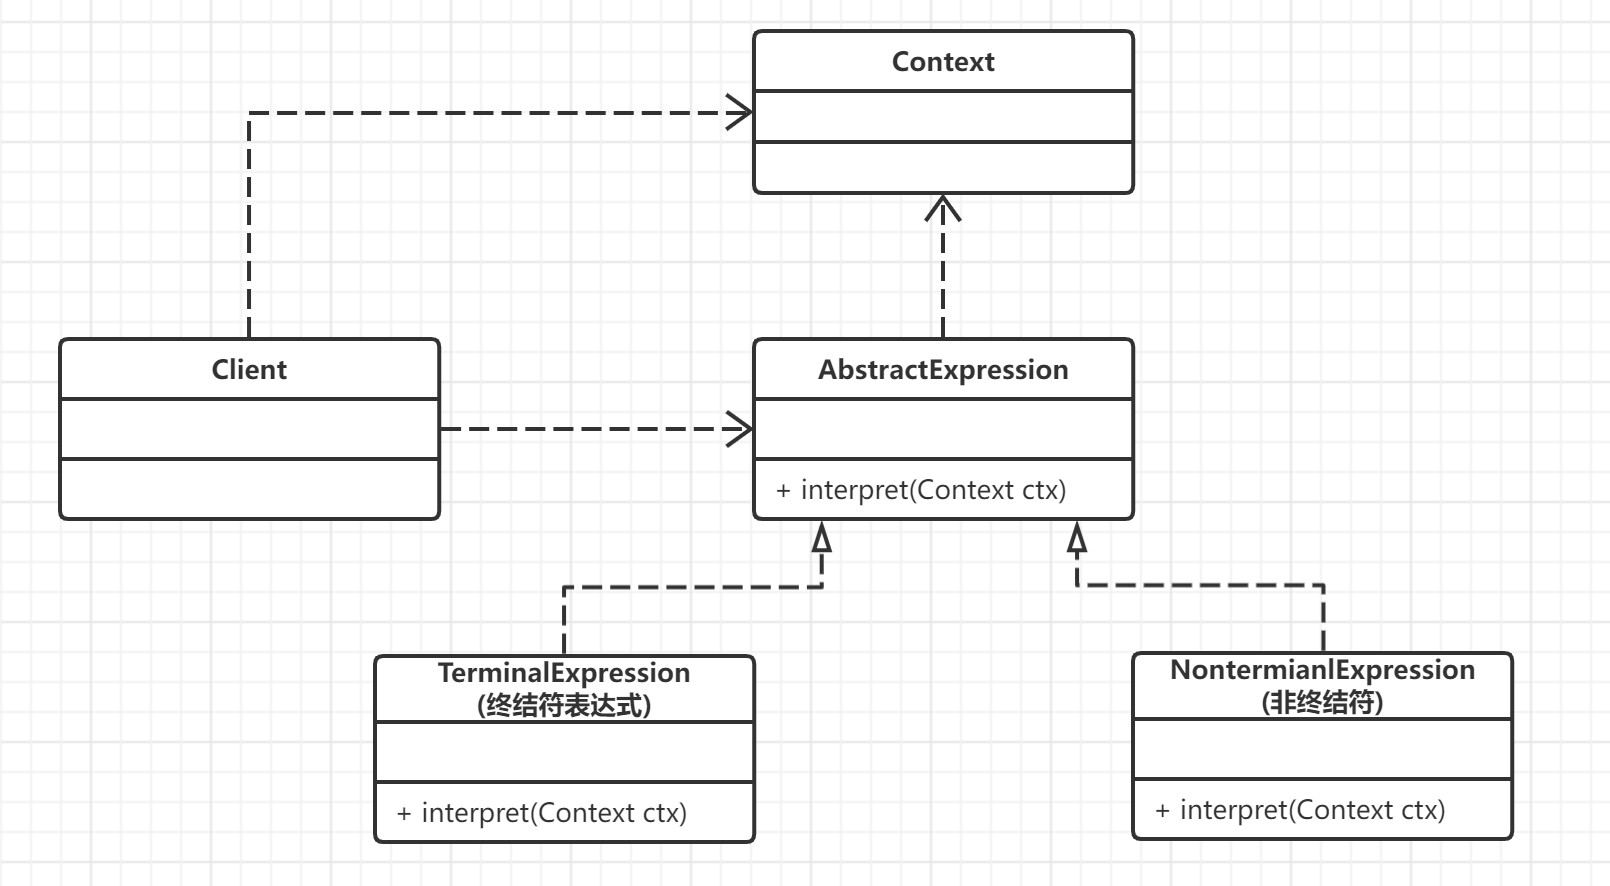 Context
Client
AbstractExpression
+ interpret(Context ctx)
TerminalExpression
(终结符表达式)
+ interpret(Context ctx)
NontermianlExpression
(非终结符)
+ interpret(Context ctx)